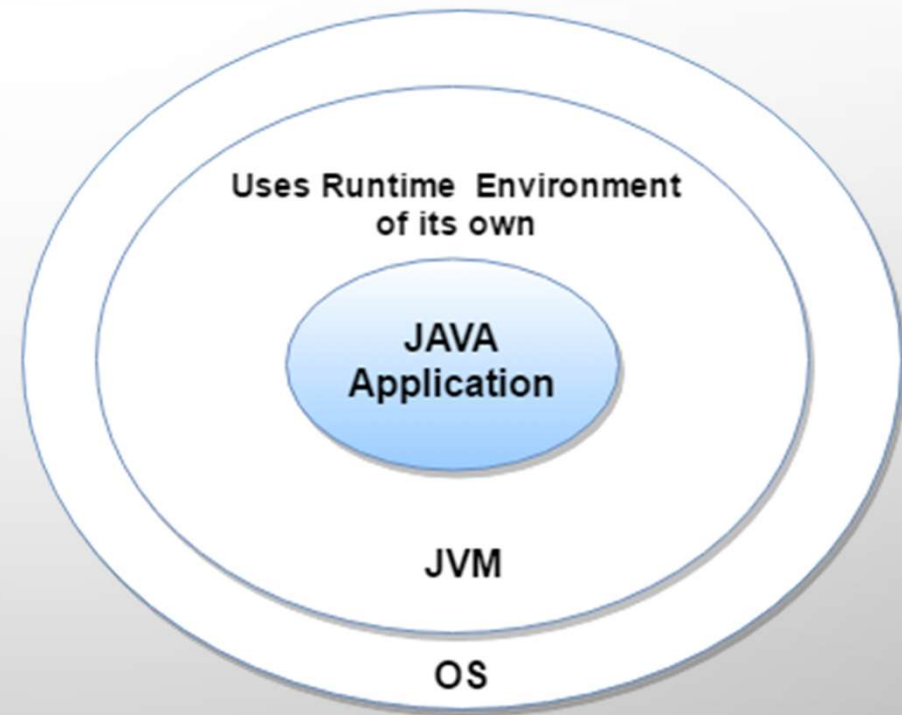 Uses Runtime Environment
of its own
JAVA
Application
JVM
OS